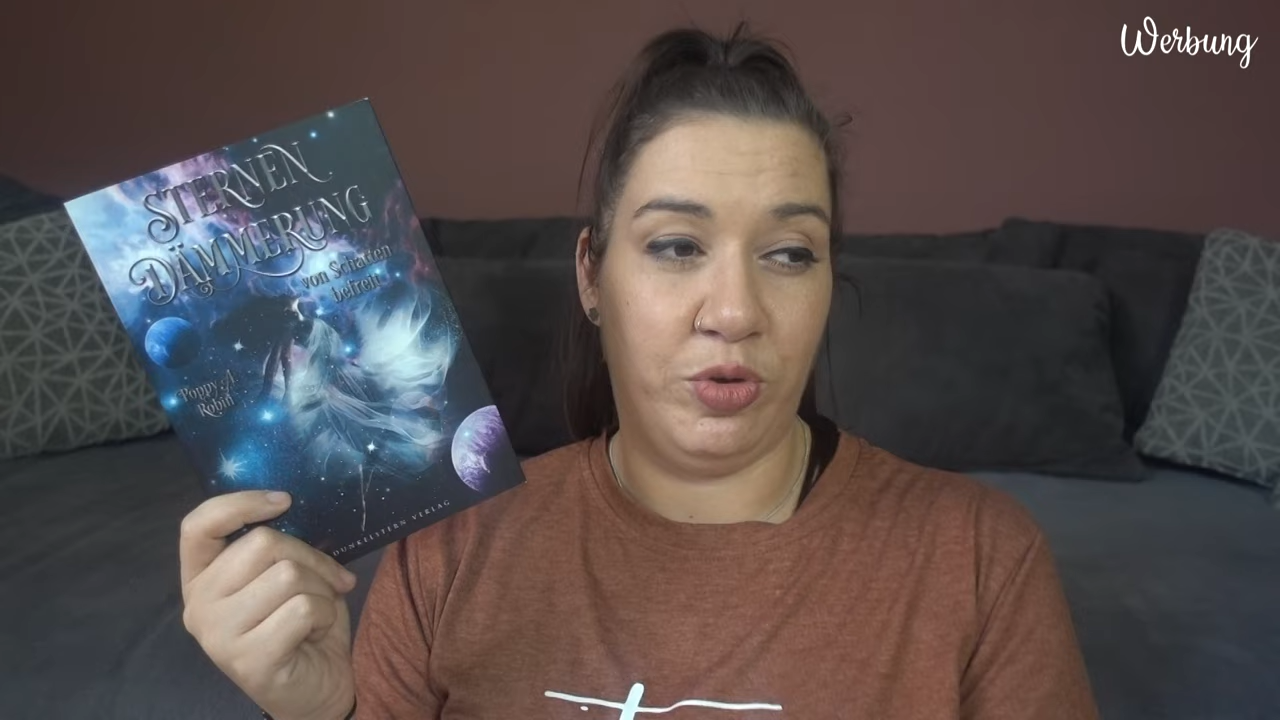 Werbung
STERNEN
DÄMMERUNG
von Schatten
befreit
Poppy A.
Robin
DUNKELSTERN VERLAG